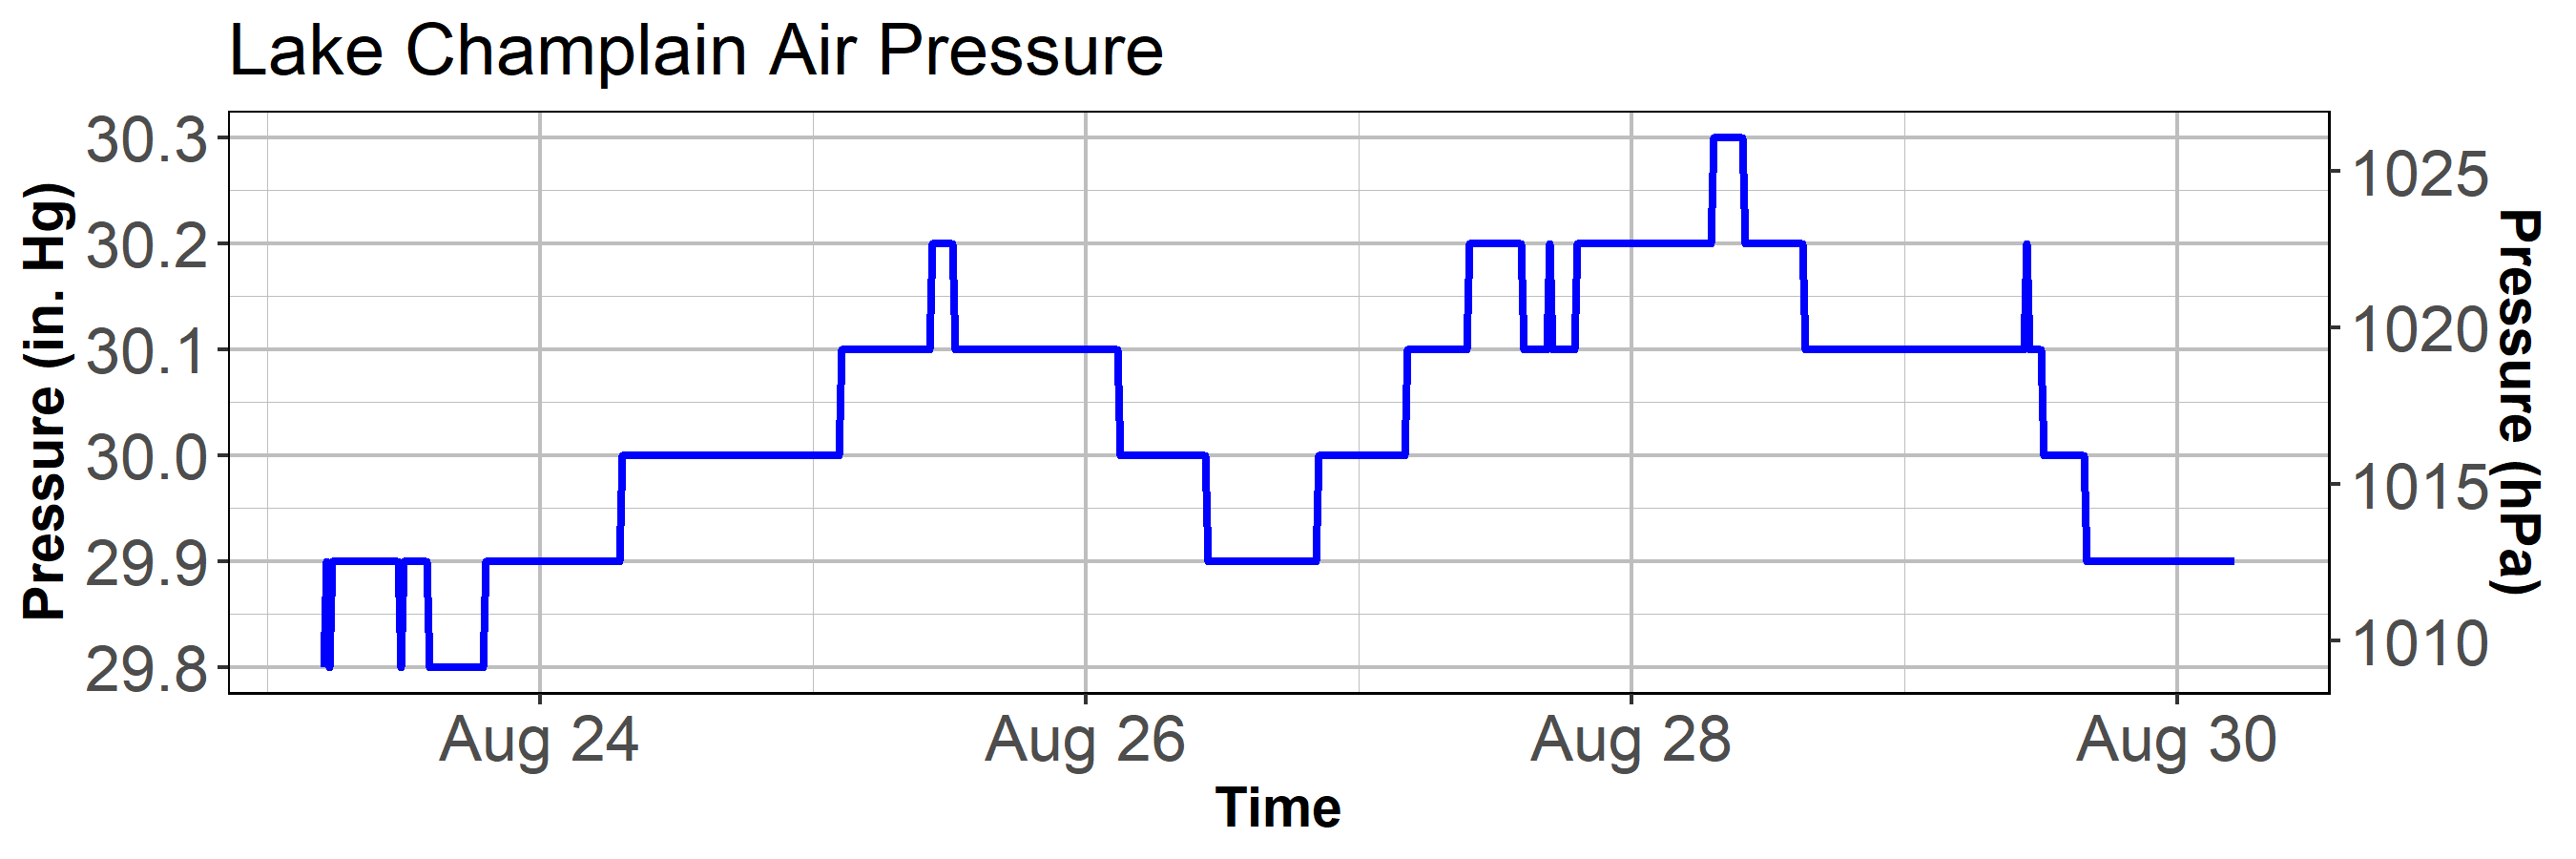 Lake Champlain Air Pressure
Pressure (in. Hg)
30.3
30.2
30.1
30.0
29.9
29.8
1025
1020
1015
1010
Pressure (hPa)
Aug 24
Aug 26
Aug 28
Aug 30
Time